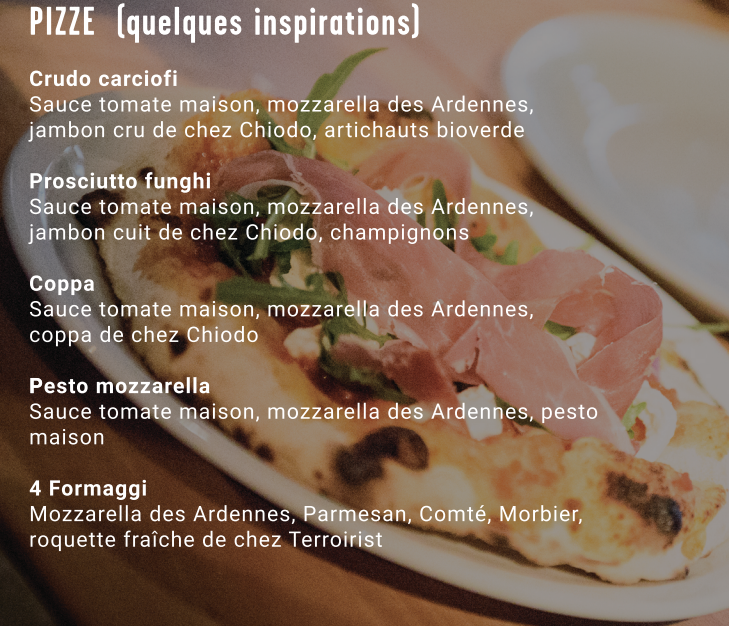 PIZZE (quelques inspirations)
Crudo carciofi
Sauce tomate maison, mozzarella des Ardennes,
jambon cru de chez Chiodo, artichauts bioverde
Prosciutto funghi
Sauce tomate maison, mozzarella des Ardennes,
jambon cuit de chez Chiodo, champignons
Coppa
Sauce tomate maison, mozzarella des Ardennes,
coppa de chez Chiodo
Pesto mozzarella
Sauce tomate maison, mozzarella des Ardennes, pesto
maison
4 Formaggi
Mozzarella des Ardennes, Parmesan, Comté, Morbier,
roquette fraîche de chez Terroirist